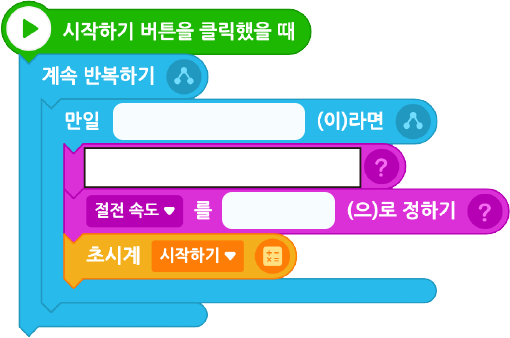 시작하기 버튼을 클릭했을 때
계속 반복하기
만일 (이)라면
?
절전 속도 ▼ 를 (으)로 정하기 ?
초시계 시작하기 ▼